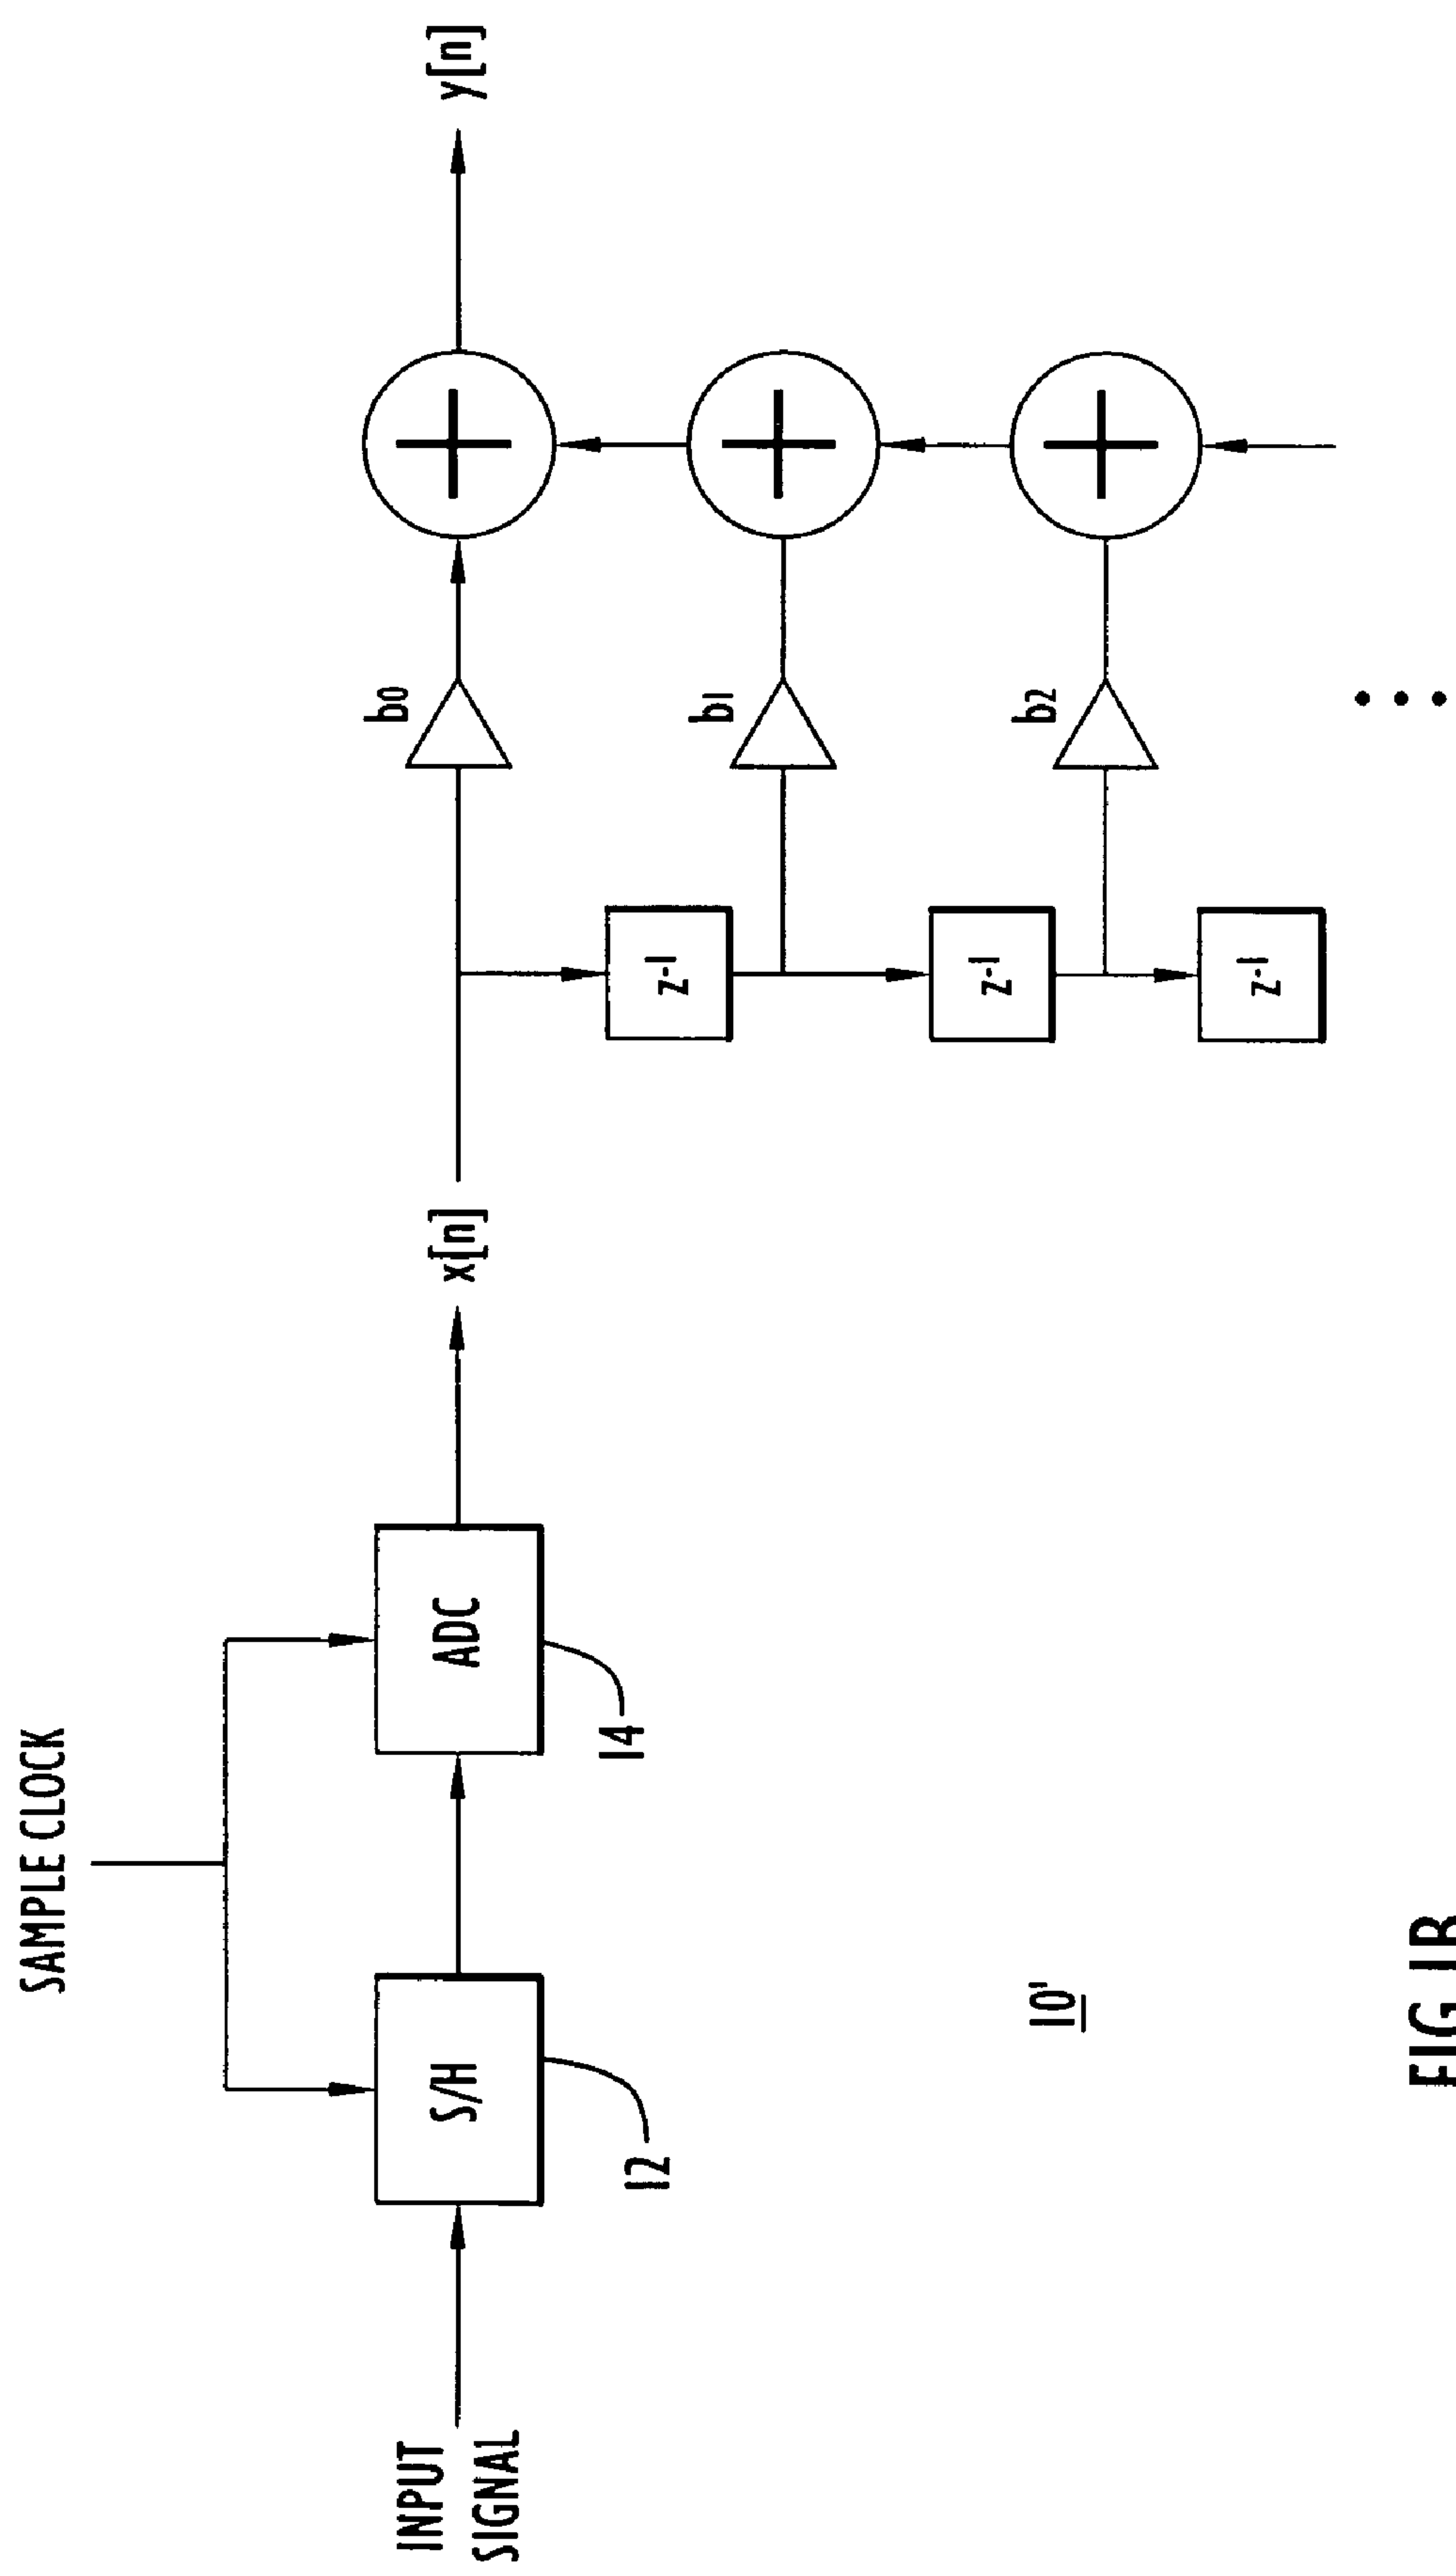 SAMPLE CLOCK
INPUT
SIGNAL
S/H
12
ADC
14
x[n]
b0
y[n]
z-1
b1
z-1
b2
z-1
10'
FIG.1B